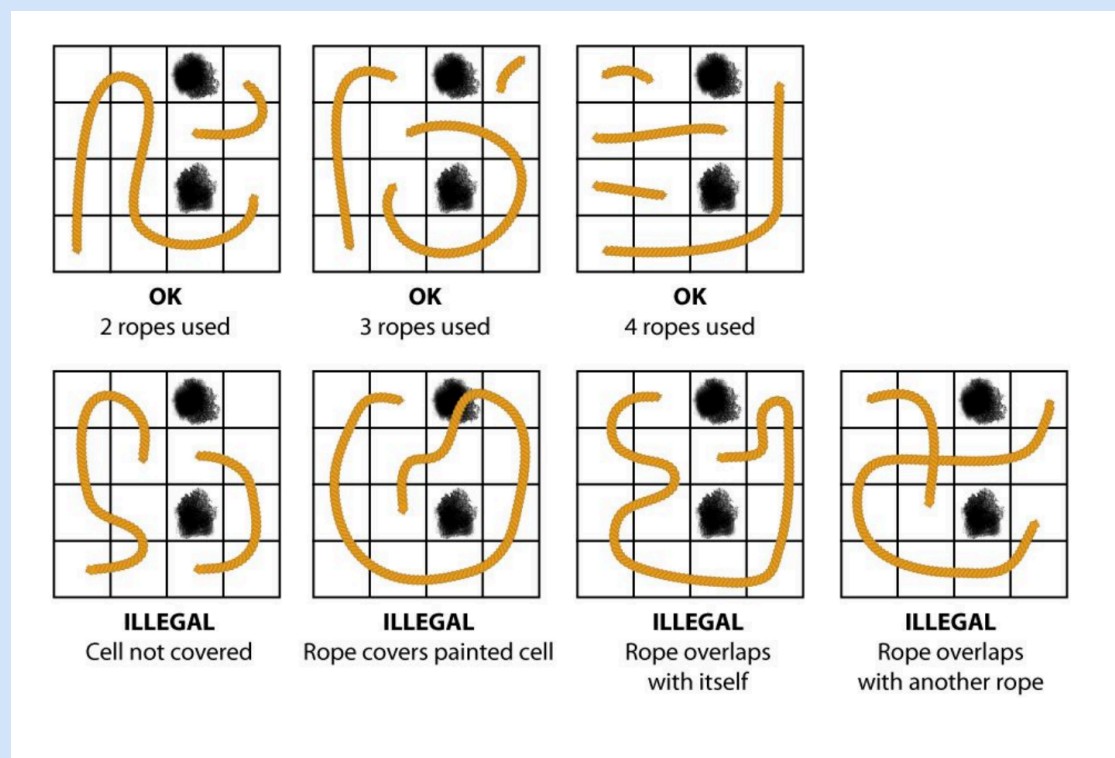 OK
2 ropes used
OK
3 ropes used
OK
4 ropes used
ILLEGAL
Cell not covered
ILLEGAL
Rope covers painted cell
ILLEGAL
Rope overlaps
with itself
ILLEGAL
Rope overlaps
with another rope